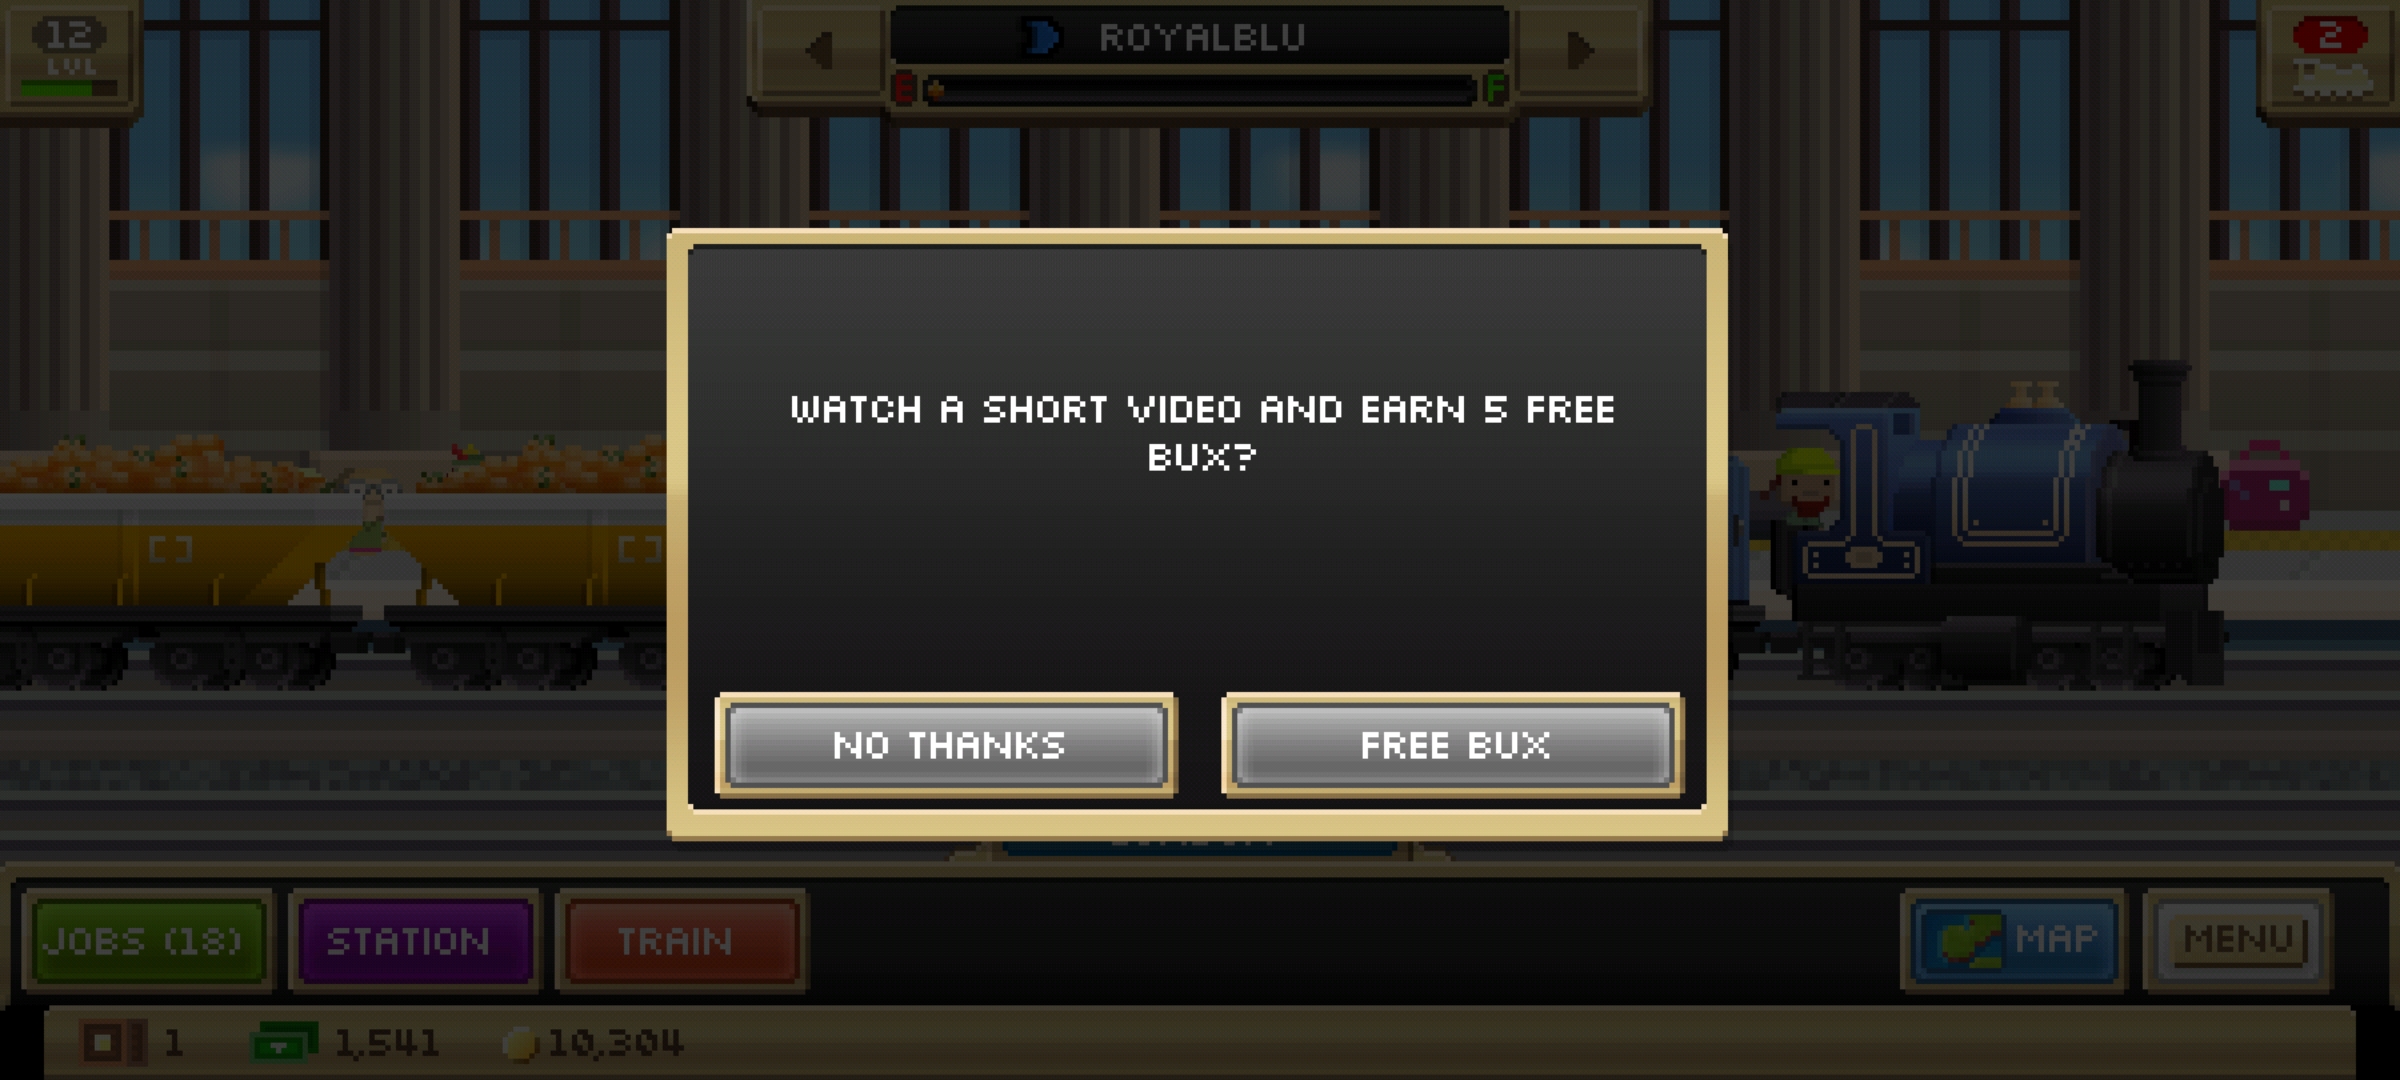 12
LVL
ROYALBLU
E F
2
WATCH A SHORT VIDEO AND EARN 5 FREE
BUX?
NO THANKS
FREE BUX
JOBS (18)
STATION
TRAIN
MAP
MENU
1
1,541
10,304